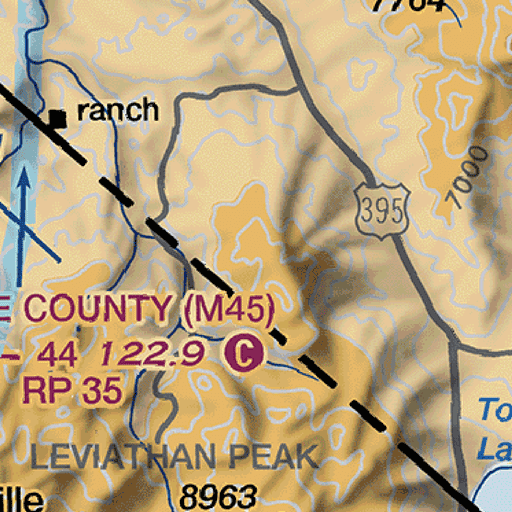 7764
ranch
7000
395
E COUNTY (M45)
– 44 122.9 C
RP 35
To
La
LEVIATHAN PEAK
8963
ille